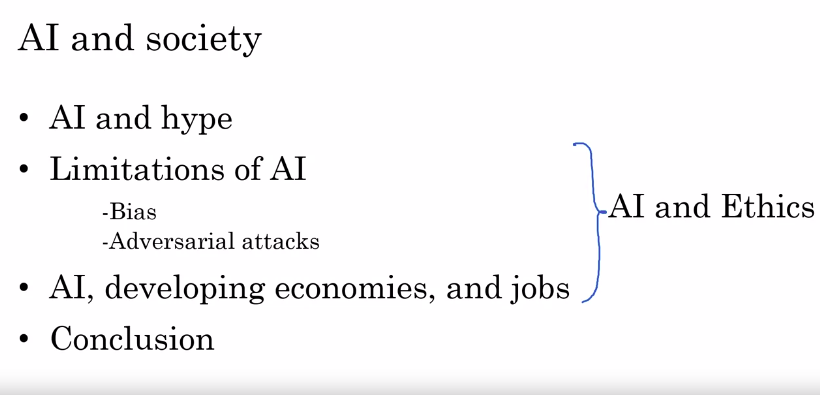 AI and society
• AI and hype
• Limitations of AI
-Bias
-Adversarial attacks
AI and Ethics
• AI, developing economies, and jobs
• Conclusion